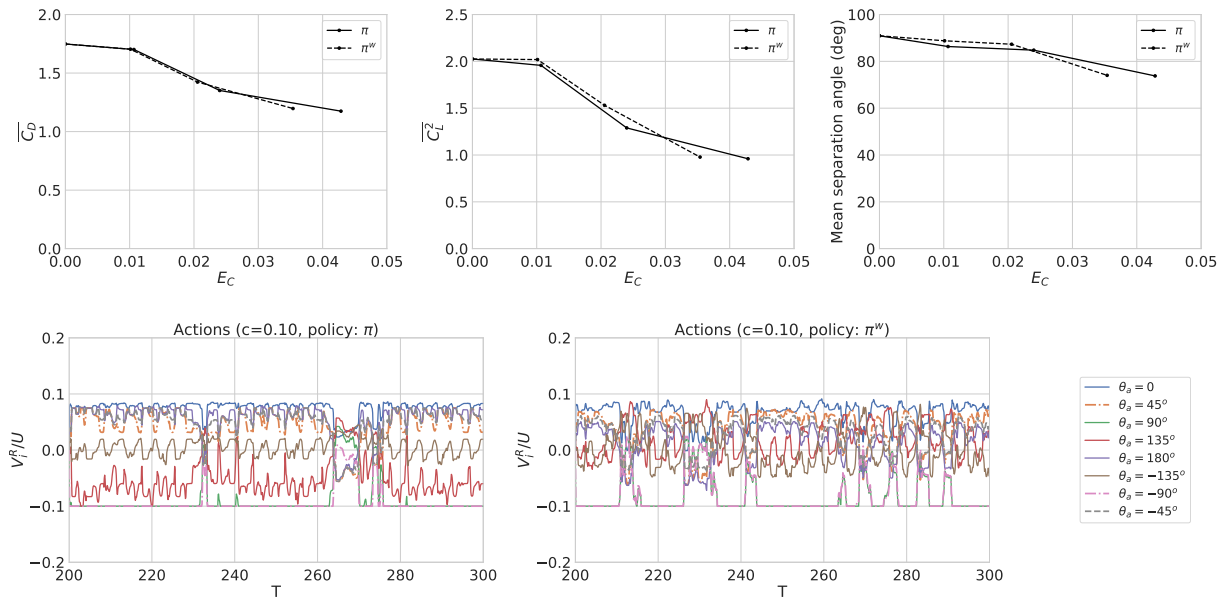 2.0
1.5
1.0
0.5
0.0
C_D
π
π^w
0.00 0.01 0.02 0.03 0.04 0.05
E_C
2.5
2.0
1.5
1.0
0.5
0.0
C_L^2
π
π^w
0.00 0.01 0.02 0.03 0.04 0.05
E_C
100
80
60
40
20
0
Mean separation angle (deg)
π
π^w
0.00 0.01 0.02 0.03 0.04 0.05
E_C
Actions (c=0.10, policy: π)
0.2
0.1
0.0
−0.1
−0.2
V_i^R/U
200 220 240 260 280 300
T
Actions (c=0.10, policy: π^w)
0.2
0.1
0.0
−0.1
−0.2
V_i^R/U
200 220 240 260 280 300
T
θ_a = 0
θ_a = 45^o
θ_a = 90^o
θ_a = 135^o
θ_a = 180^o
θ_a = −135^o
θ_a = −90^o
θ_a = −45^o